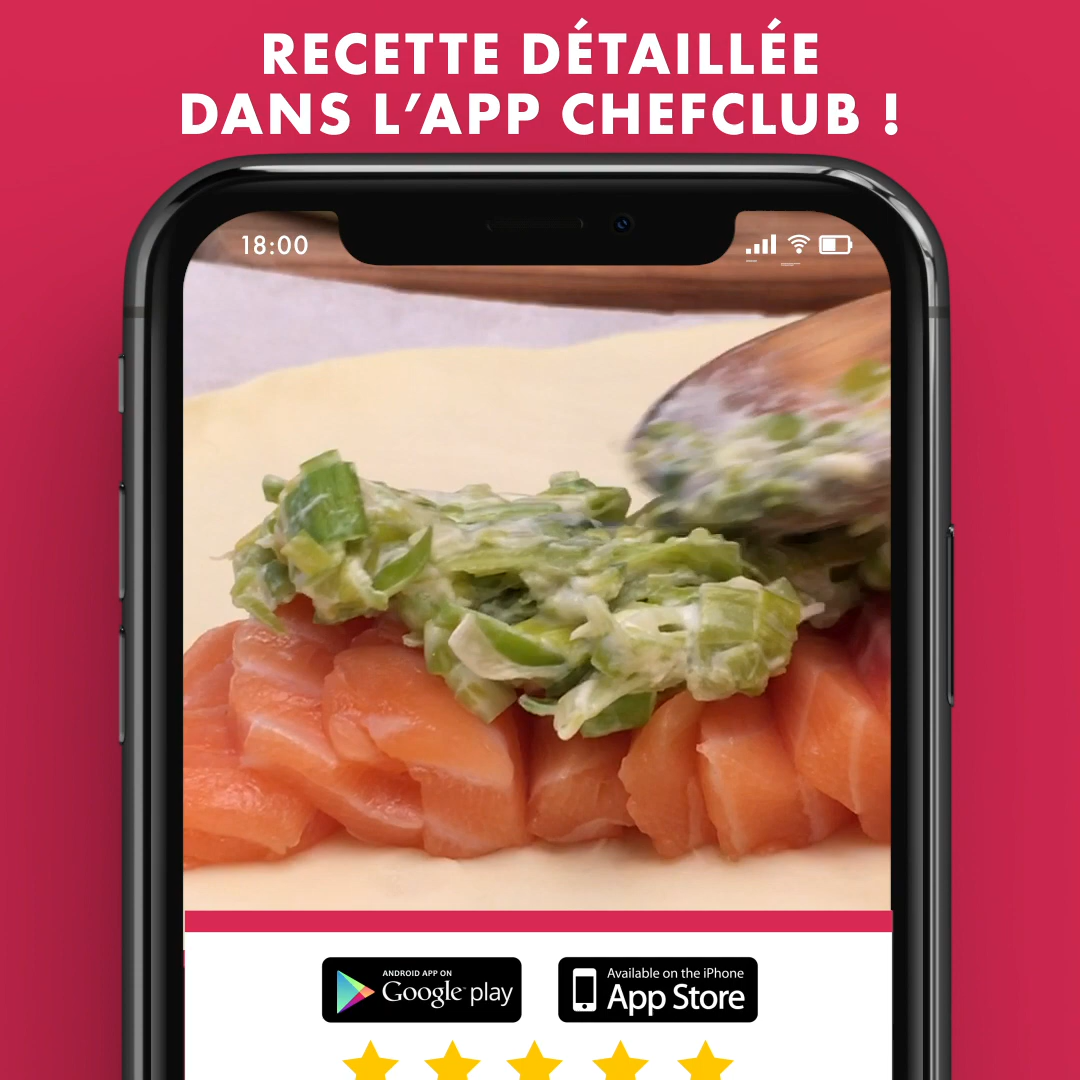 RECETTE DÉTAILLÉE
DANS L’APP CHEFCLUB !
18:00
ANDROID APP ON
Google play
Available on the iPhone
App Store